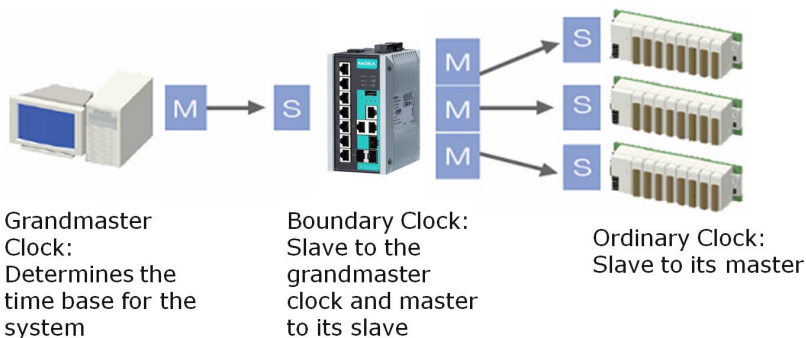 M
S
M
M
M
S
S
S
MOXA
Grandmaster
Clock:
Determines the
time base for the
system
Boundary Clock:
Slave to the
grandmaster
clock and master
to its slave
Ordinary Clock:
Slave to its master